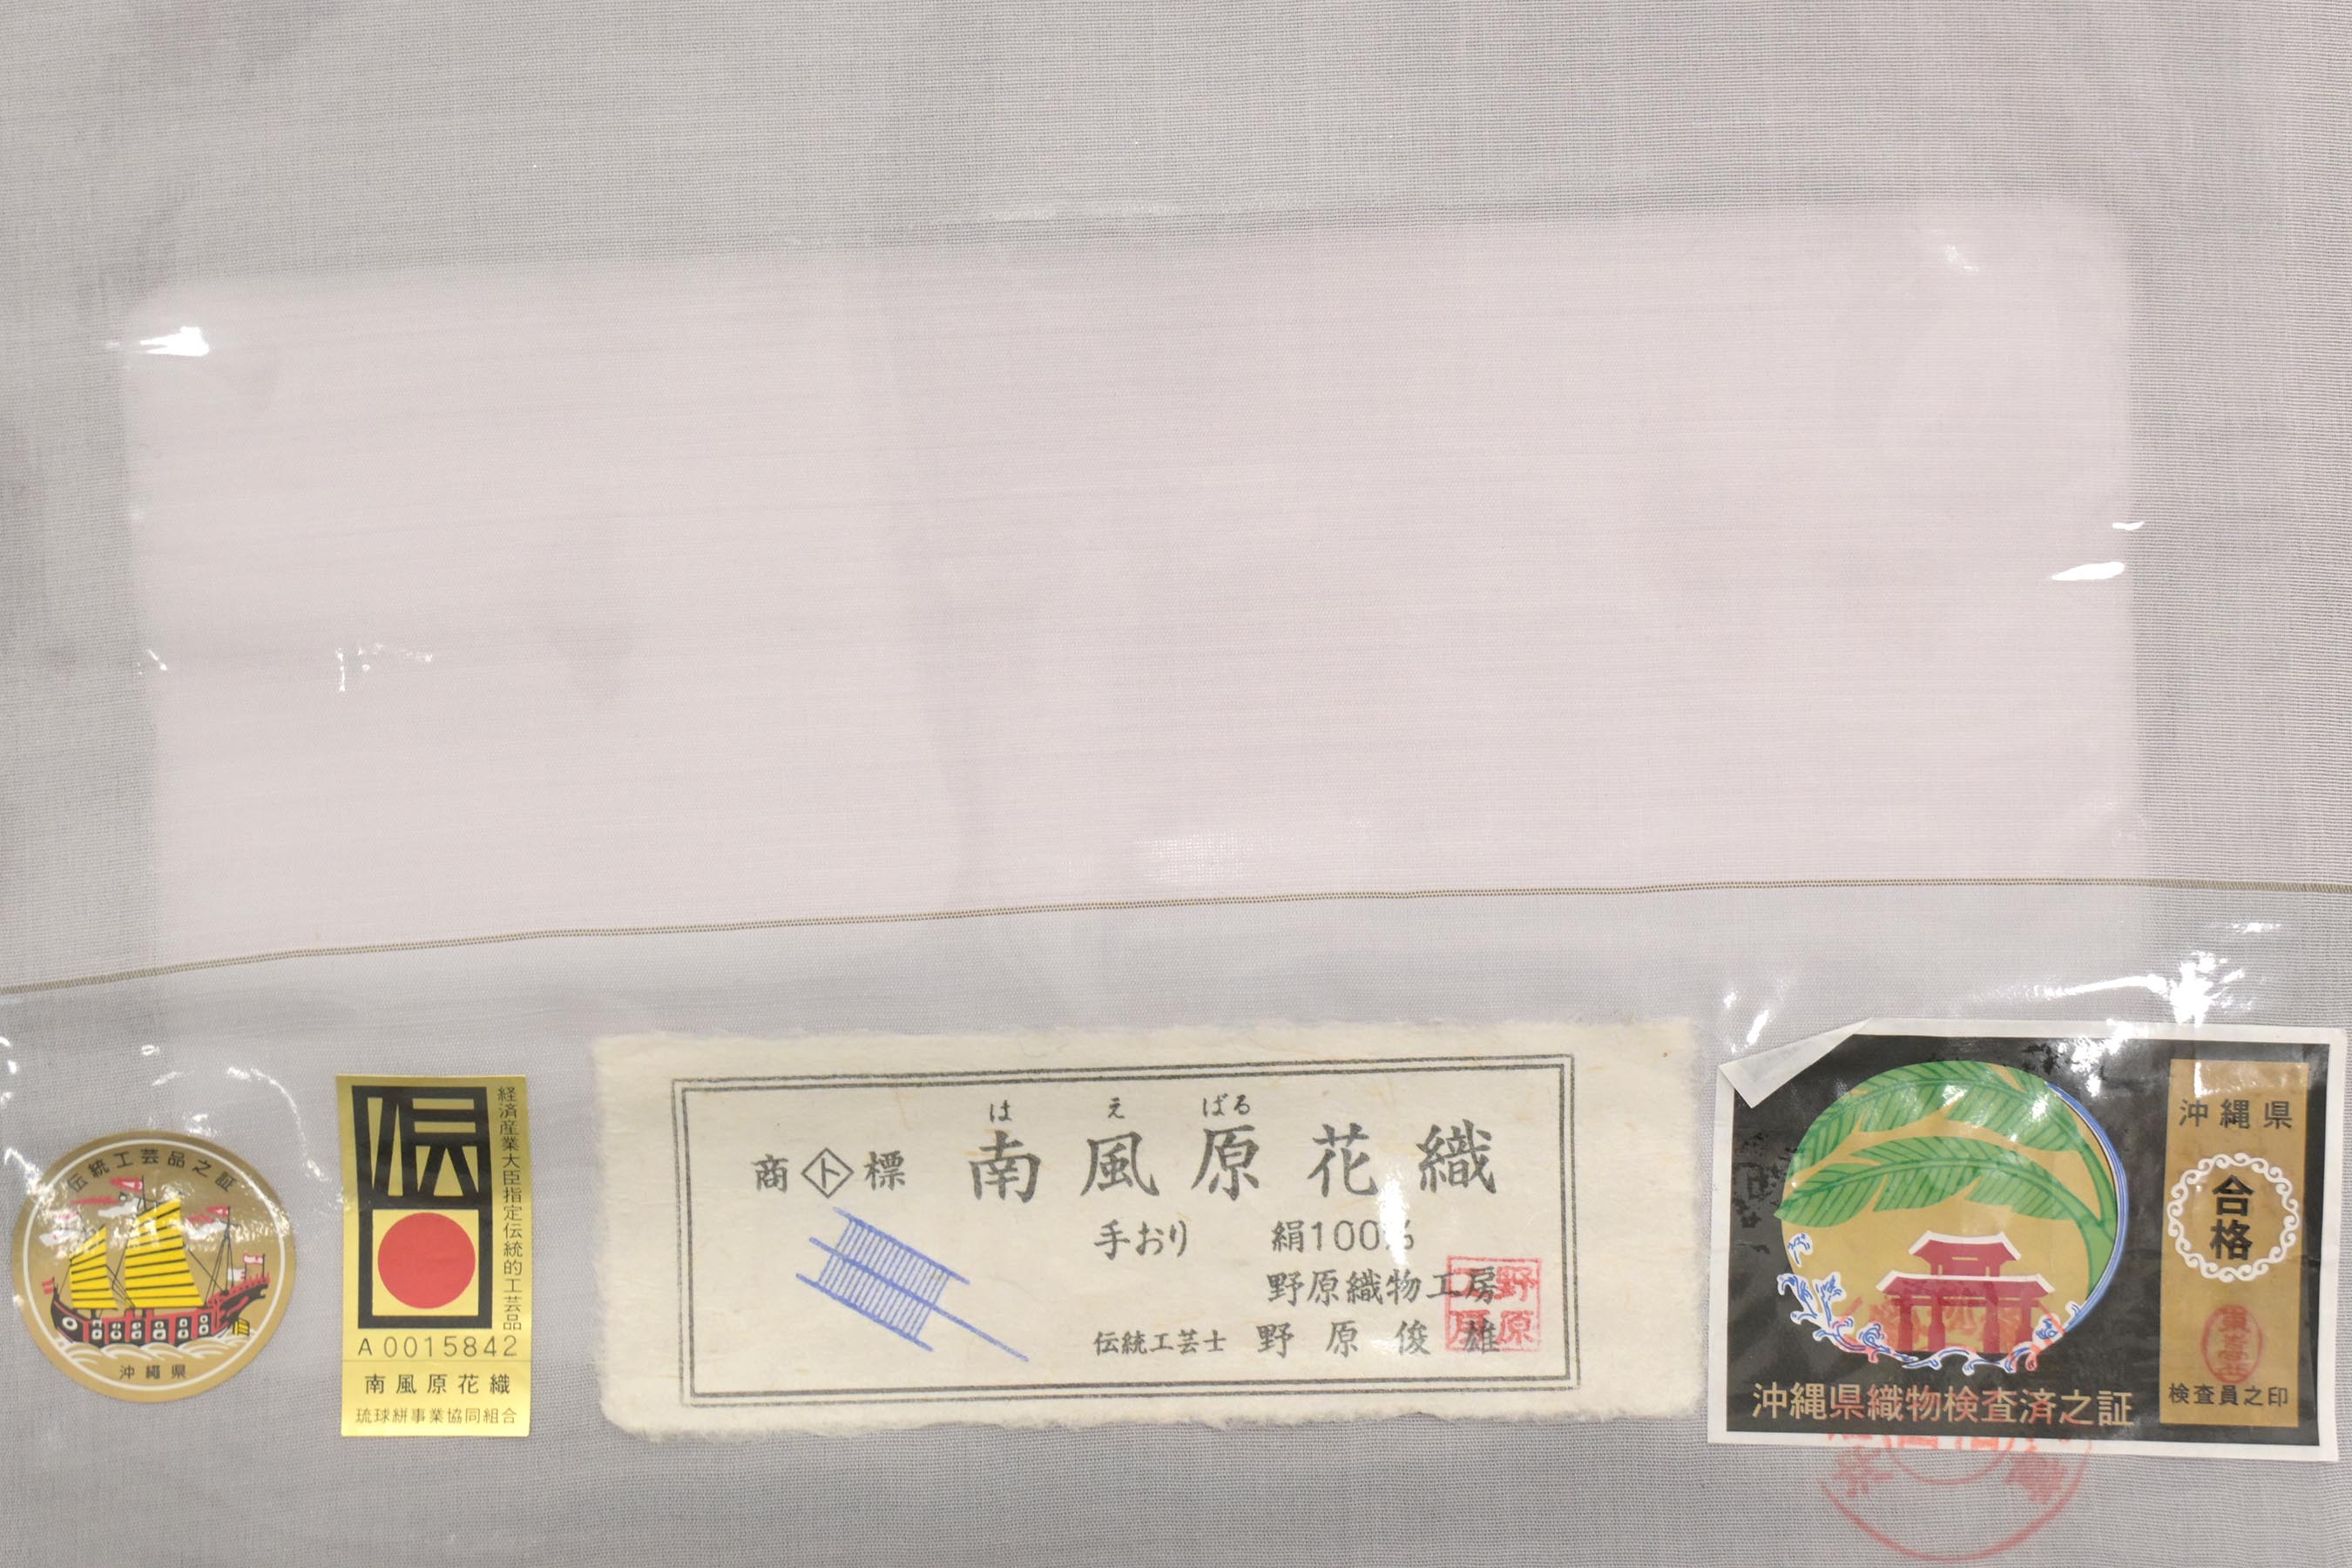 伝統工芸品之証
沖縄県
伝
経済産業大臣指定伝統的工芸品
A0015842
南風原花織
琉球絣事業協同組合
は え ばる
商 ト 標 南風原花織
手おり 絹100%
野原織物工房
伝統工芸士 野原俊雄
野原
沖縄県織物検査済之証
沖縄県
合格
検査員之印